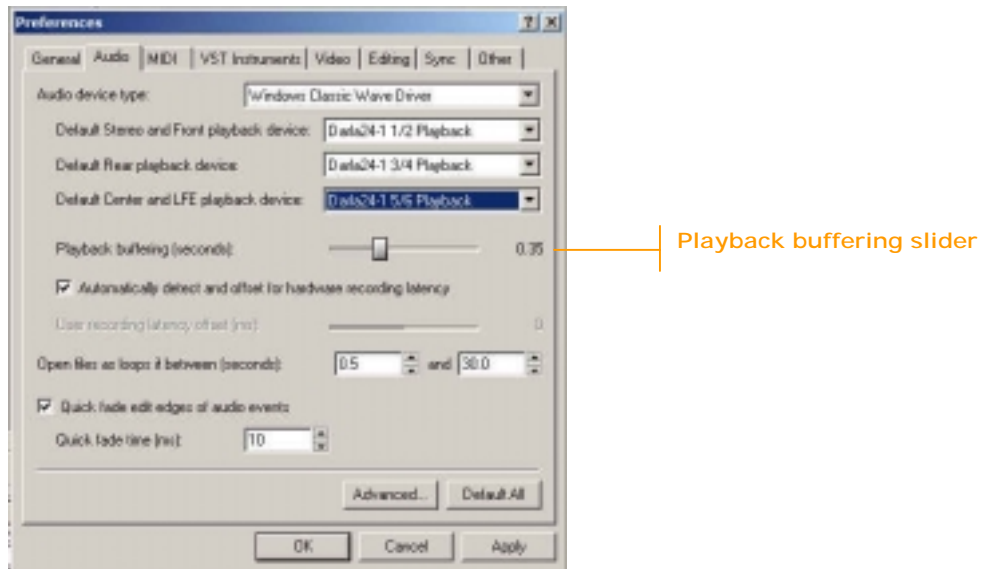 Preferences
General Audio MIDI VST Instruments Video Editing Sync Other
Audio device type: Windows Classic Wave Driver
Default Stereo and Front playback device: Darla24-1 1/2 Playback
Default Rear playback device: Darla24-1 3/4 Playback
Default Center and LFE playback device: Darla24-1 5/6 Playback
Playback buffering (seconds): 0.35
Playback buffering slider
Automatically detect and offset for hardware recording latency
User recording latency offset (ms): 0
Open files as loops if between (seconds): 0.5 and 30.0
Quick fade edit edges of audio events
Quick fade time (ms): 10
Advanced... Default All
OK Cancel Apply